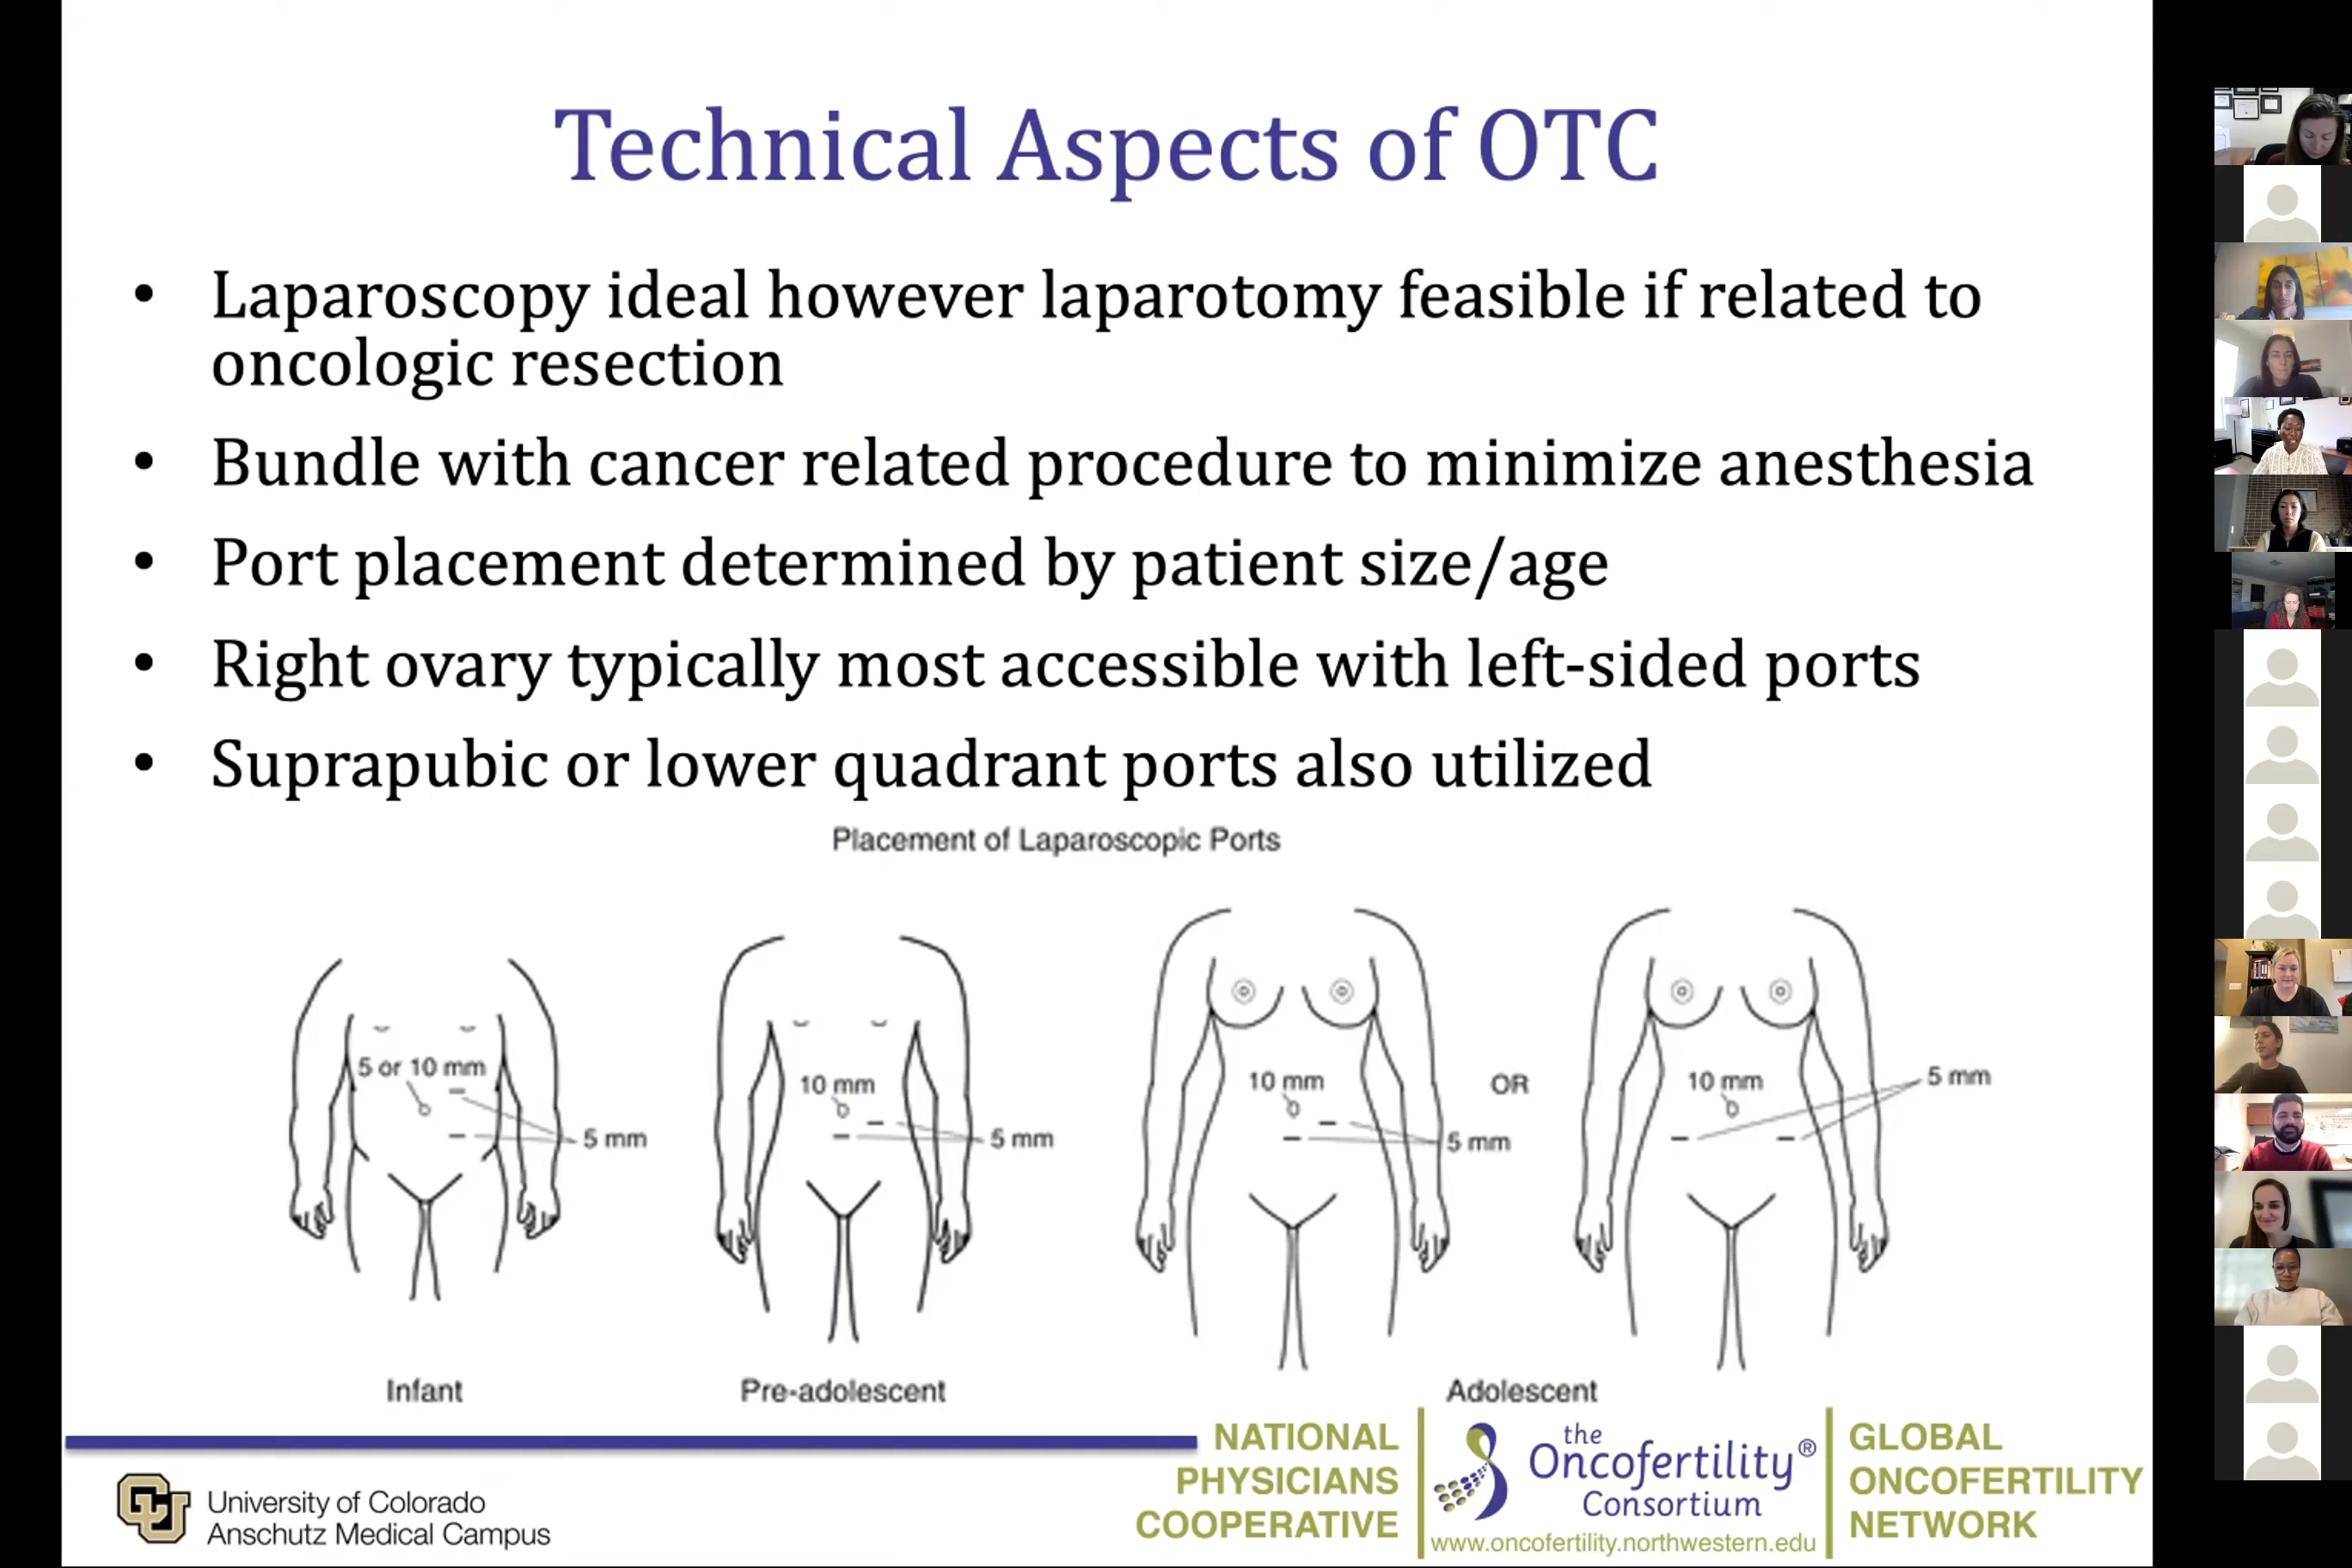 Technical Aspects of OTC
• Laparoscopy ideal however laparotomy feasible if related to
oncologic resection
• Bundle with cancer related procedure to minimize anesthesia
• Port placement determined by patient size/age
• Right ovary typically most accessible with left-sided ports
• Suprapubic or lower quadrant ports also utilized
Placement of Laparoscopic Ports
5 or 10 mm
5 mm
Infant
10 mm
5 mm
Pre-adolescent
10 mm
5 mm
OR
10 mm
5 mm
Adolescent
University of Colorado
Anschutz Medical Campus
NATIONAL
PHYSICIANS
COOPERATIVE
the
Oncofertility®
Consortium
www.oncofertility.northwestern.edu
GLOBAL
ONCOFERTILITY
NETWORK